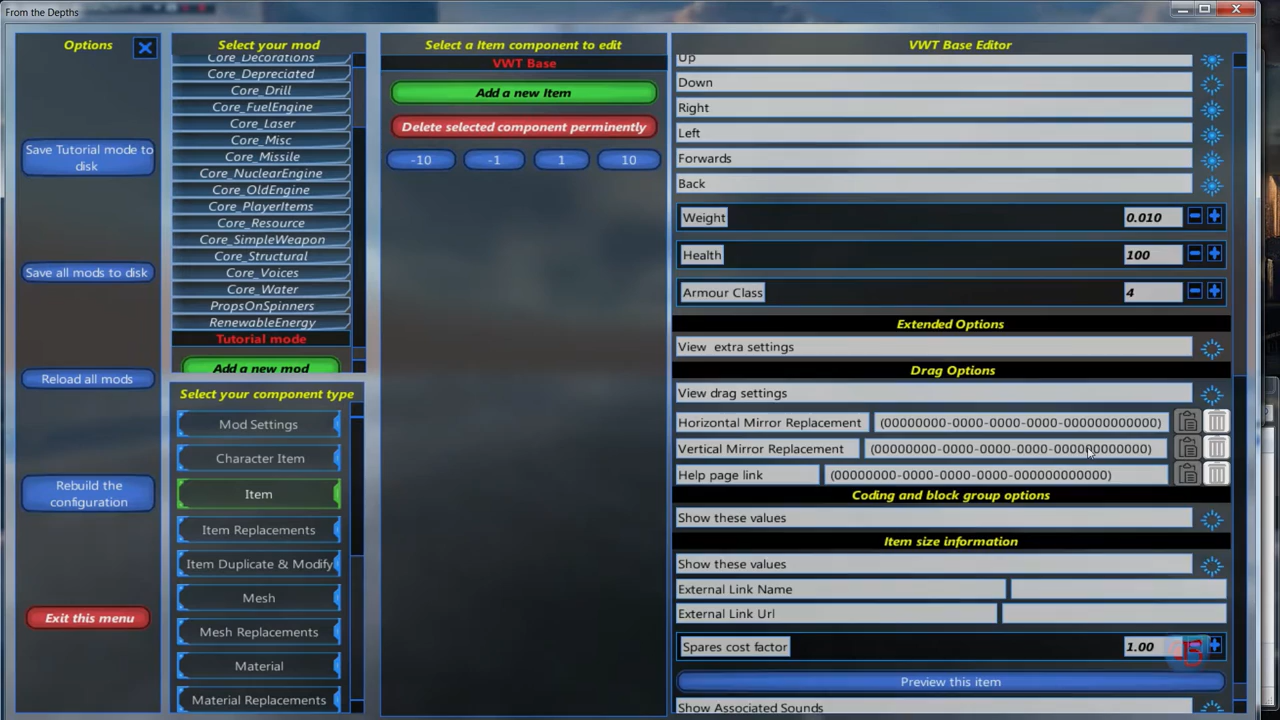 From the Depths
Options
Save Tutorial mode to
disk
Save all mods to disk
Reload all mods
Rebuild the
configuration
Exit this menu
Select your mod
Core_Decorations
Core_Depreciated
Core_Drill
Core_FuelEngine
Core_Laser
Core_Misc
Core_Missile
Core_NuclearEngine
Core_OldEngine
Core_PlayerItems
Core_Resource
Core_SimpleWeapon
Core_Structural
Core_Voices
Core_Water
PropsOnSpinners
RenewableEnergy
Tutorial mode
Add a new mod
Select your component type
Mod Settings
Character Item
Item
Item Replacements
Item Duplicate & Modify
Mesh
Mesh Replacements
Material
Material Replacements
Select a Item component to edit
VWT Base
Add a new Item
Delete selected component perminently
-10 -1 1 10
VWT Base Editor
Up
Down
Right
Left
Forwards
Back
Weight 0.010
Health 100
Armour Class 4
Extended Options
View extra settings
Drag Options
View drag settings
Horizontal Mirror Replacement (00000000-0000-0000-0000-000000000000)
Vertical Mirror Replacement (00000000-0000-0000-0000-000000000000)
Help page link (00000000-0000-0000-0000-000000000000)
Coding and block group options
Show these values
Item size information
Show these values
External Link Name
External Link Url
Spares cost factor 1.00
Preview this item
Show Associated Sounds